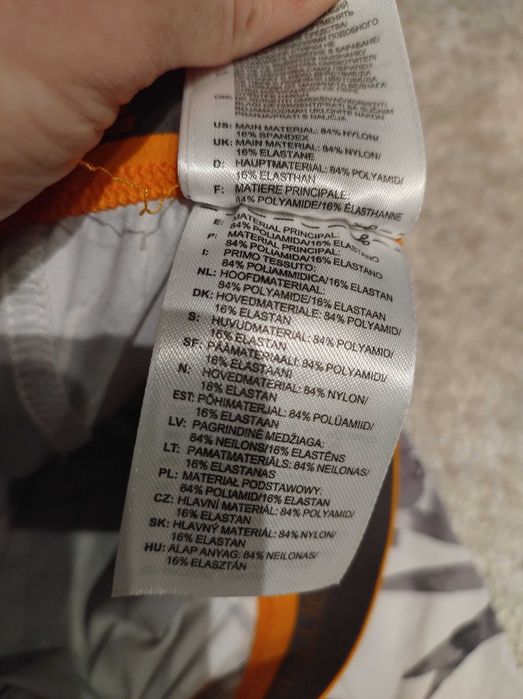 US: MAIN MATERIAL: 84% NYLON/
16% SPANDEX
UK: MAIN MATERIAL: 84% NYLON/
16% ELASTANE
D: HAUPTMATERIAL: 84% POLYAMID/
16% ELASTHAN
F: MATIERE PRINCIPALE:
84% POLYAMIDE/16% ÉLASTHANNE
E: MATERIAL PRINCIPAL:
84% POLIAMIDA/16% ELASTANO
P: MATERIAL PRINCIPAL:
84% POLIAMIDA/16% ELASTANO
I: PRIMO TESSUTO:
84% POLIAMMIDICA/16% ELASTAN
NL: HOOFDMATERIAAL:
84% POLYAMIDE/16% ELASTAAN
DK: HOVEDMATERIALE: 84% POLYAMID/
16% ELASTAN
S: HUVUDMATERIAL: 84% POLYAMID/
16% ELASTAN
SF: PÄÄMATERIAALI: 84% POLYAMIDI/
16% ELASTAANI
N: HOVEDMATERIAL: 84% NYLON/
16% ELASTAN
EST: PÕHIMATERJAL: 84% POLÜAMIID/
16% ELASTAAN
LV: PAGRINDINĖ MEDŽIAGA:
84% NEILONS/16% ELASTĒNS
LT: PAMATMATERIĀLS: 84% NEILONAS/
16% ELASTANAS
PL: MATERIAŁ PODSTAWOWY:
84% POLIAMID/16% ELASTAN
CZ: HLAVNÍ MATERIÁL: 84% POLYAMID/
16% ELASTAN
SK: HLAVNÝ MATERIÁL: 84% NYLON/
16% ELASTAN
HU: ALAP ANYAG: 84% NEILONAS/
16% ELASZTÁN